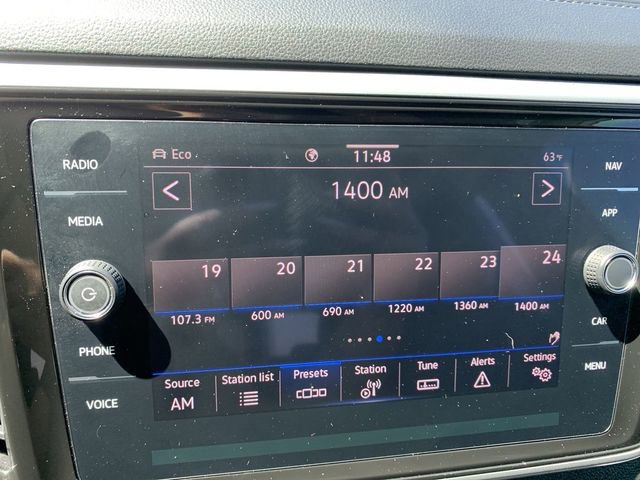 RADIO
MEDIA
PHONE
VOICE
Eco
11:48
63°F
1400 AM
19 20 21 22 23 24
107.3 FM 600 AM 690 AM 1220 AM 1360 AM 1400 AM
Source Station list Presets Station Tune Alerts Settings
AM
NAV
APP
CAR
MENU